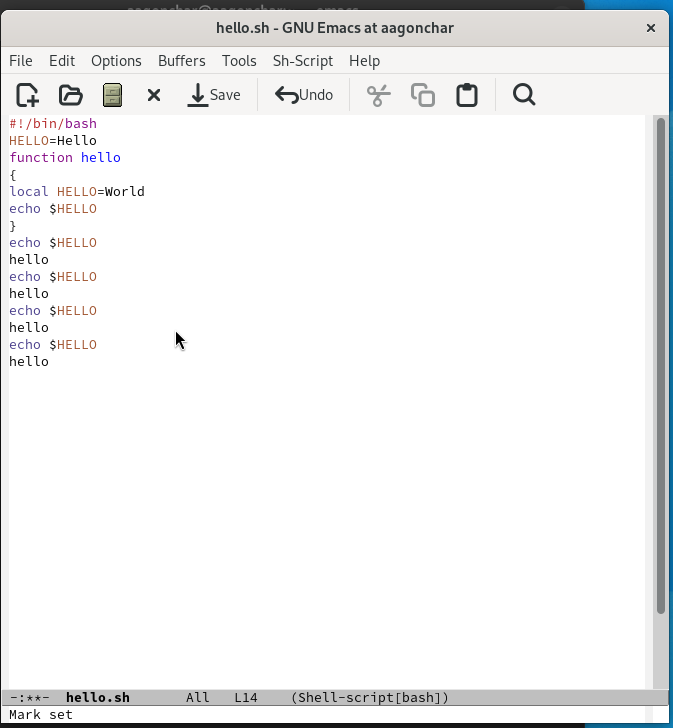 hello.sh - GNU Emacs at aagonchar
File Edit Options Buffers Tools Sh-Script Help
Save Undo
#!/bin/bash
HELLO=Hello
function hello
{
local HELLO=World
echo $HELLO
}
echo $HELLO
hello
echo $HELLO
hello
echo $HELLO
hello
echo $HELLO
hello
-:**- hello.sh All L14 (Shell-script[bash])
Mark set